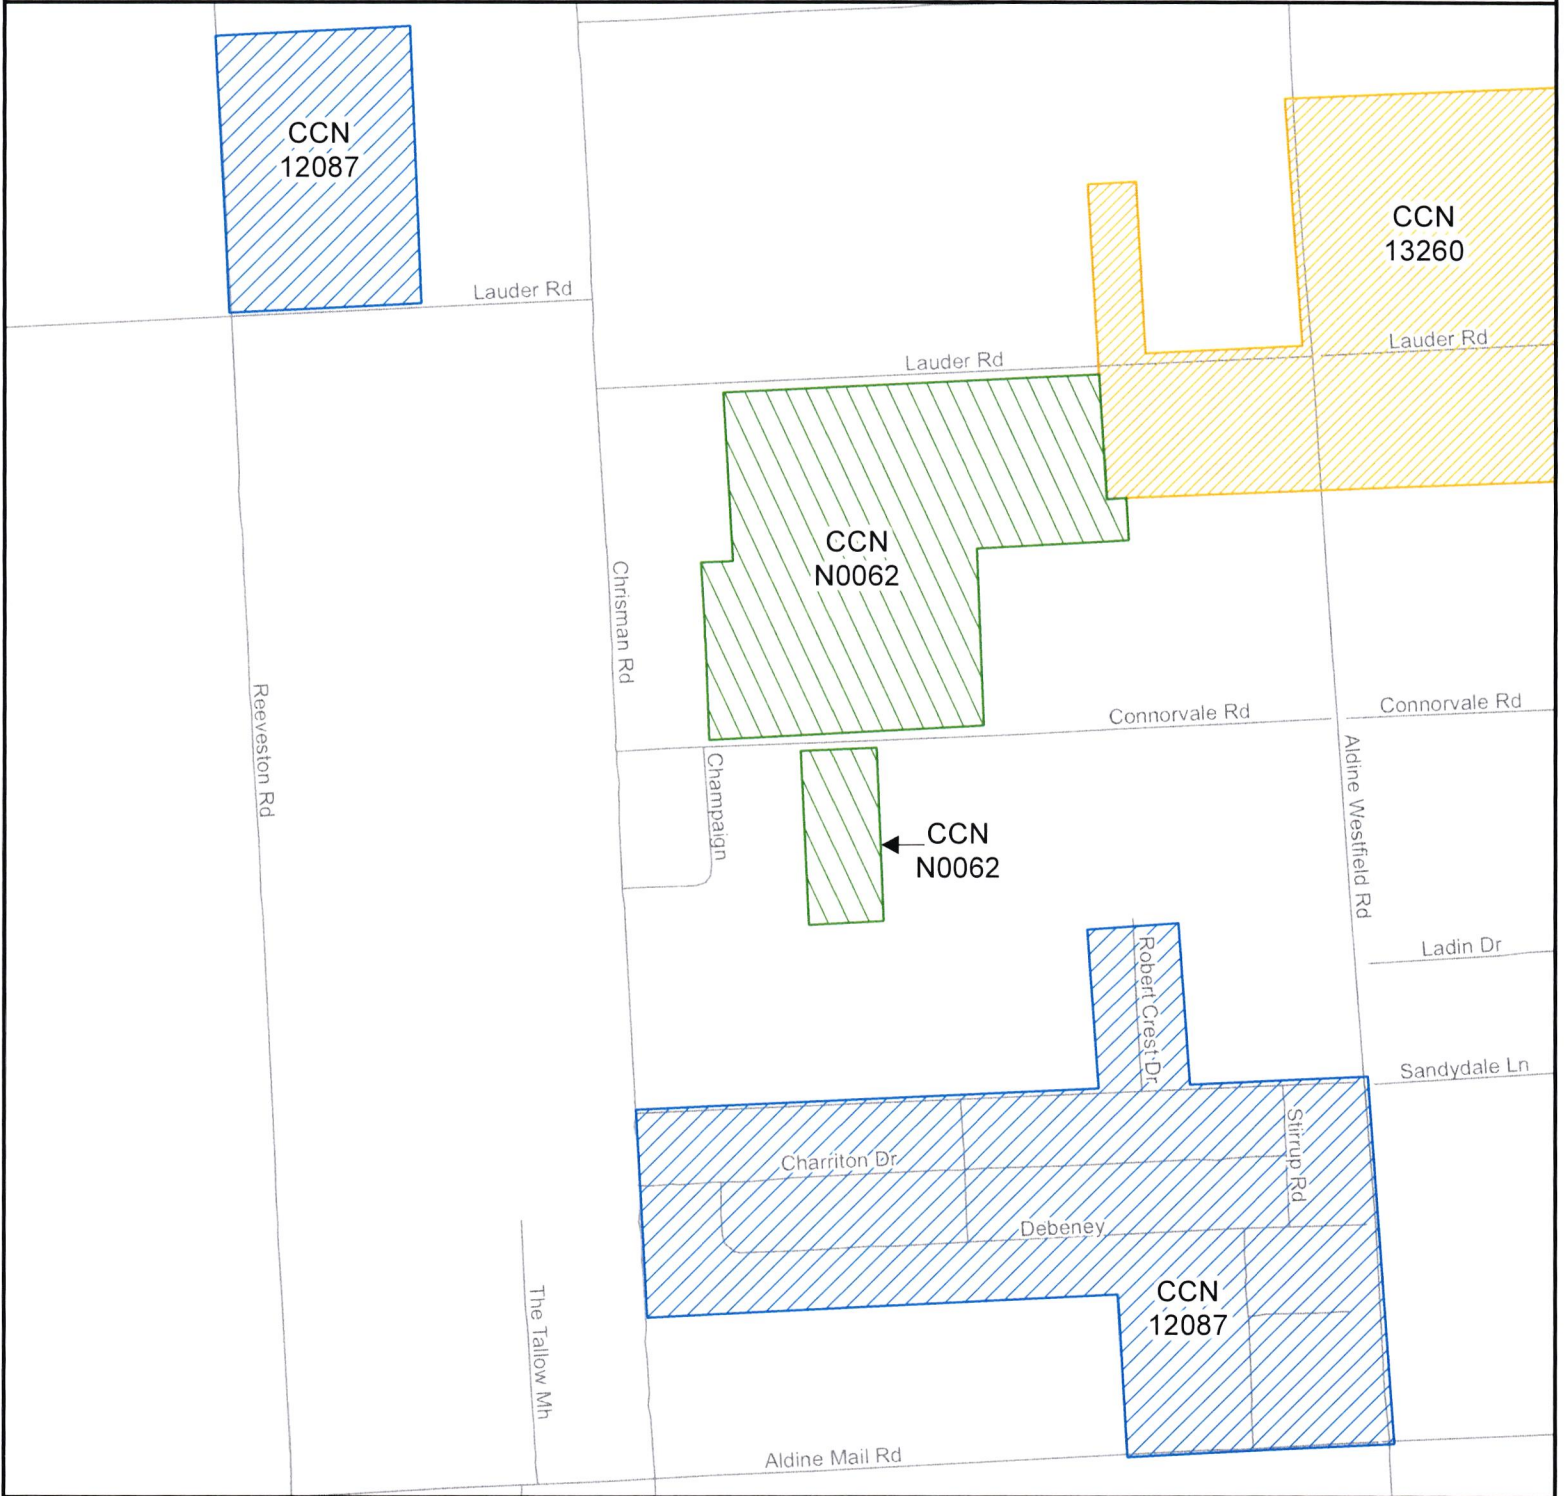 CCN
12087
CCN
13260
Lauder Rd
Lauder Rd
Lauder Rd
CCN
N0062
Chrisman Rd
Reeveston Rd
Connorvale Rd
Connorvale Rd
Champaign
Aldine Westfield Rd
CCN
N0062
Robert Crest Dr
Ladin Dr
Sandydale Ln
Stirrup Rd
Charriton Dr
Debeney
CCN
12087
The Tallow Mh
Aldine Mail Rd